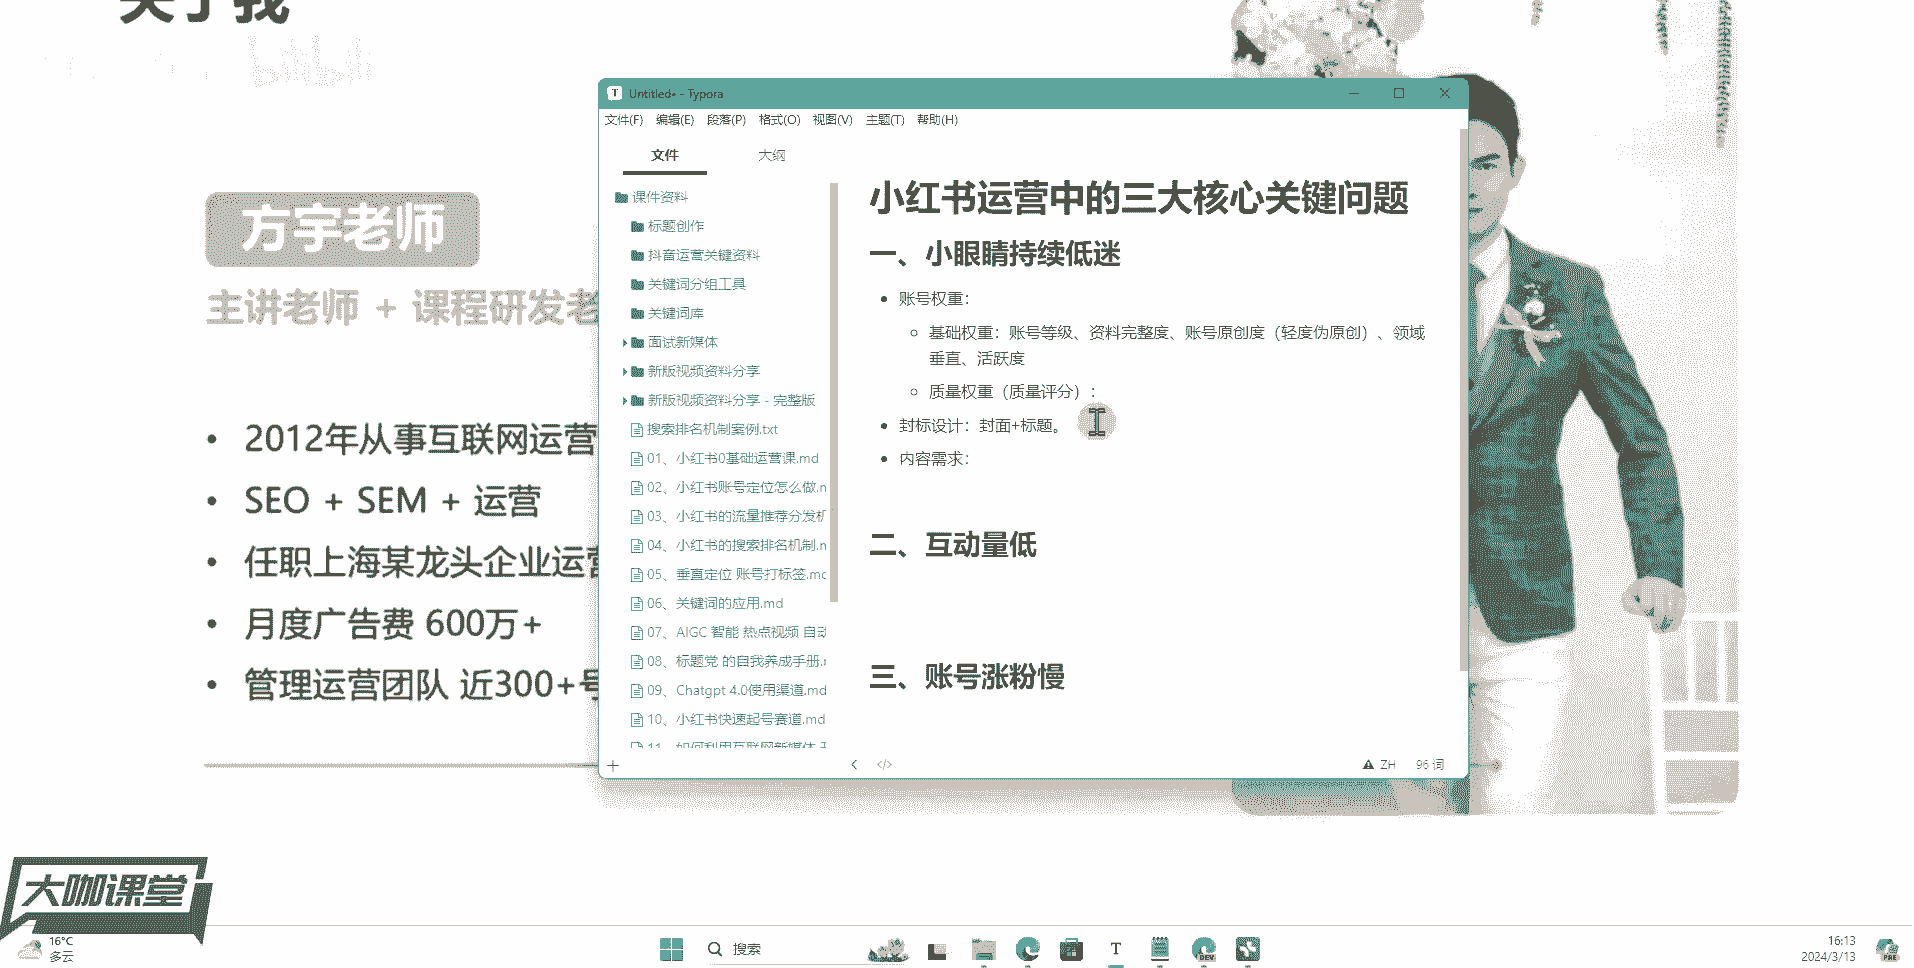 关于我
bilibili
方宇老师
主讲老师 + 课程研发老
• 2012年从事互联网运营
• SEO + SEM + 运营
• 任职上海某龙头企业运营
• 月度广告费 600万+
• 管理运营团队 近300+号
T Untitled• - Typora
文件(F) 编辑(E) 段落(P) 格式(O) 视图(V) 主题(T) 帮助(H)
文件 大纲
课件资料
标题创作
抖音运营关键资料
关键词分组工具
关键词库
面试新媒体
新版视频资料分享
新版视频资料分享 - 完整版
搜索排名机制案例.txt
01、小红书0基础运营课.md
02、小红书账号定位怎么做.m
03、小红书的流量推荐分发机
04、小红书的搜索排名机制.m
05、垂直定位 账号打标签.md
06、关键词的应用.md
07、AIGC 智能 热点视频 自动
08、标题党 的自我养成手册.m
09、Chatgpt 4.0使用渠道.md
10、小红书快速起号赛道.md
11、如何利用互联网新媒体
小红书运营中的三大核心关键问题
一、小眼睛持续低迷
• 账号权重：
◦ 基础权重：账号等级、资料完整度、账号原创度（轻度伪原创）、领域
垂直、活跃度
◦ 质量权重（质量评分）：
• 封标设计：封面+标题。
• 内容需求：
二、互动量低
三、账号涨粉慢
ZH 96 词
大咖课堂
16°C
多云
搜索
T
DEV
16:13
2024/3/13
PRE